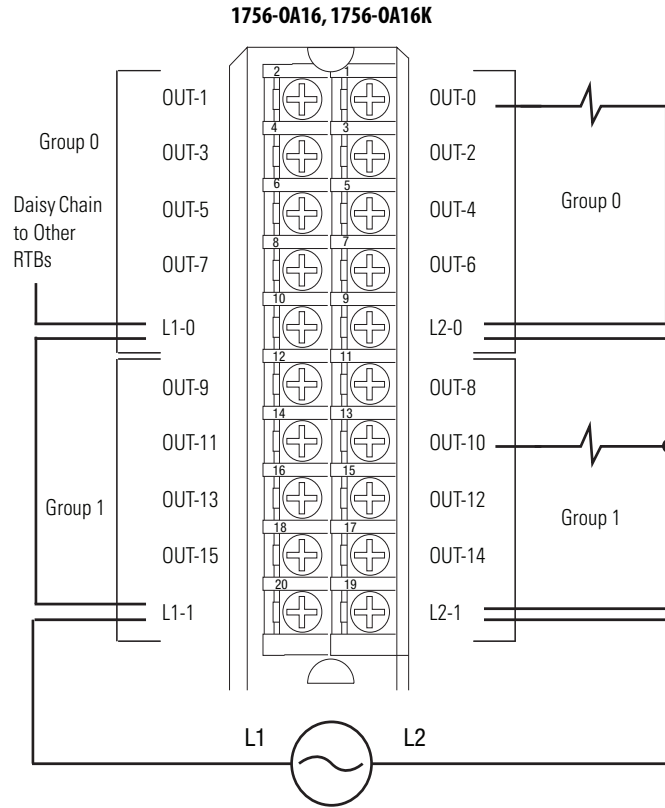 1756-OA16, 1756-OA16K
2 1
OUT-1 OUT-0
4 3
Group 0 OUT-3 OUT-2
6 5
Daisy Chain
to Other
RTBs
OUT-5 OUT-4 Group 0
8 7
OUT-7 OUT-6
10 9
L1-0 L2-0
12 11
OUT-9 OUT-8
14 13
OUT-11 OUT-10
16 15
Group 1 OUT-13 OUT-12 Group 1
18 17
OUT-15 OUT-14
20 19
L1-1 L2-1
L1 L2